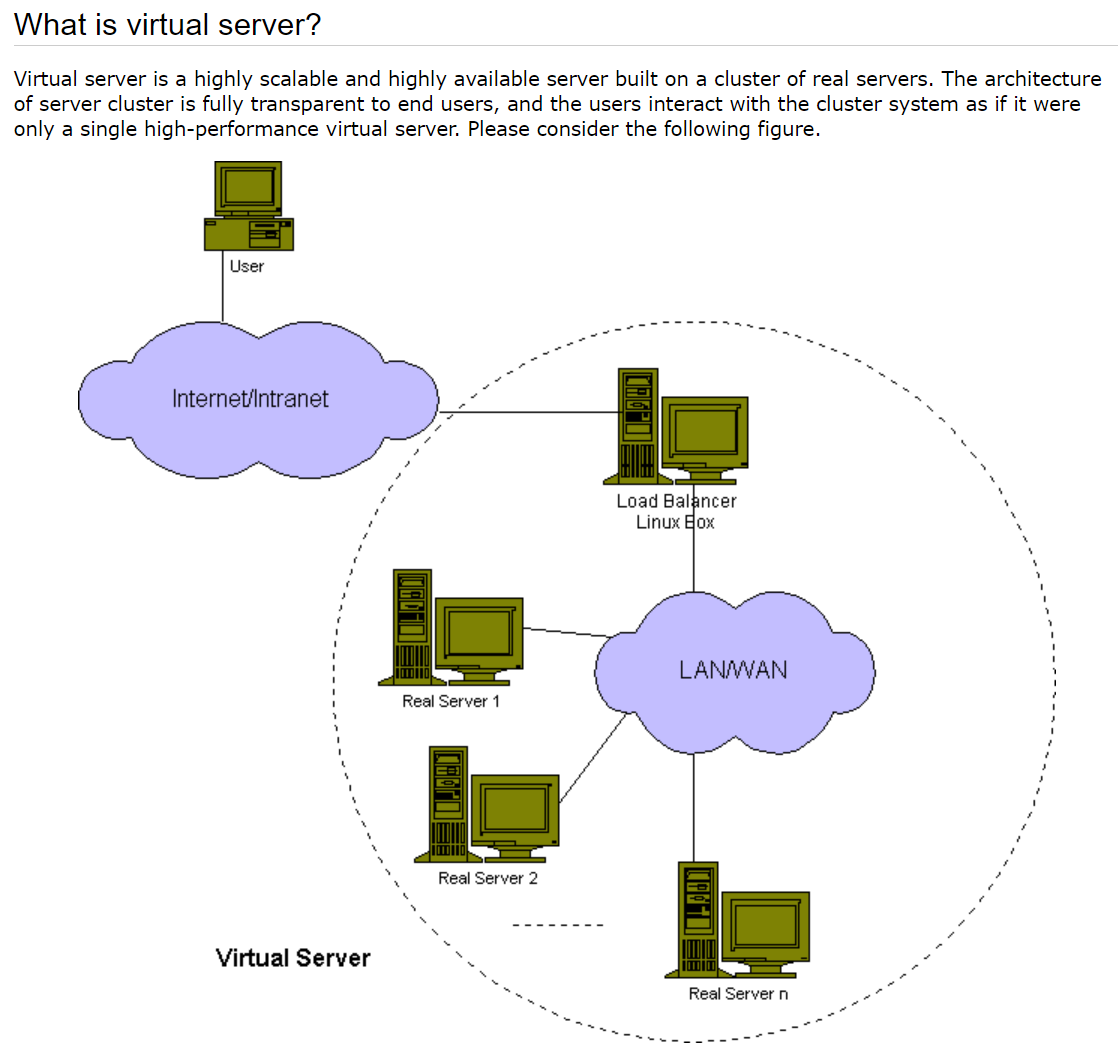 What is virtual server?
Virtual server is a highly scalable and highly available server built on a cluster of real servers. The architecture
of server cluster is fully transparent to end users, and the users interact with the cluster system as if it were
only a single high-performance virtual server. Please consider the following figure.
User
Internet/Intranet
Load Balancer
Linux Box
LAN/WAN
Real Server 1
Real Server 2
Virtual Server
Real Server n